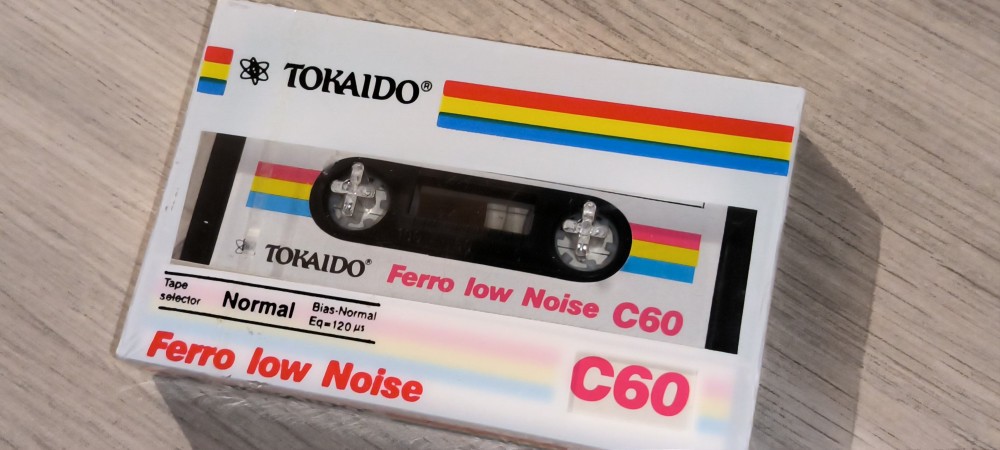 TOKAIDO®
TOKAIDO®
Ferro low Noise C60
Tape
selector
Normal
Bias-Normal
Eq=120 µs
Ferro low Noise
C60